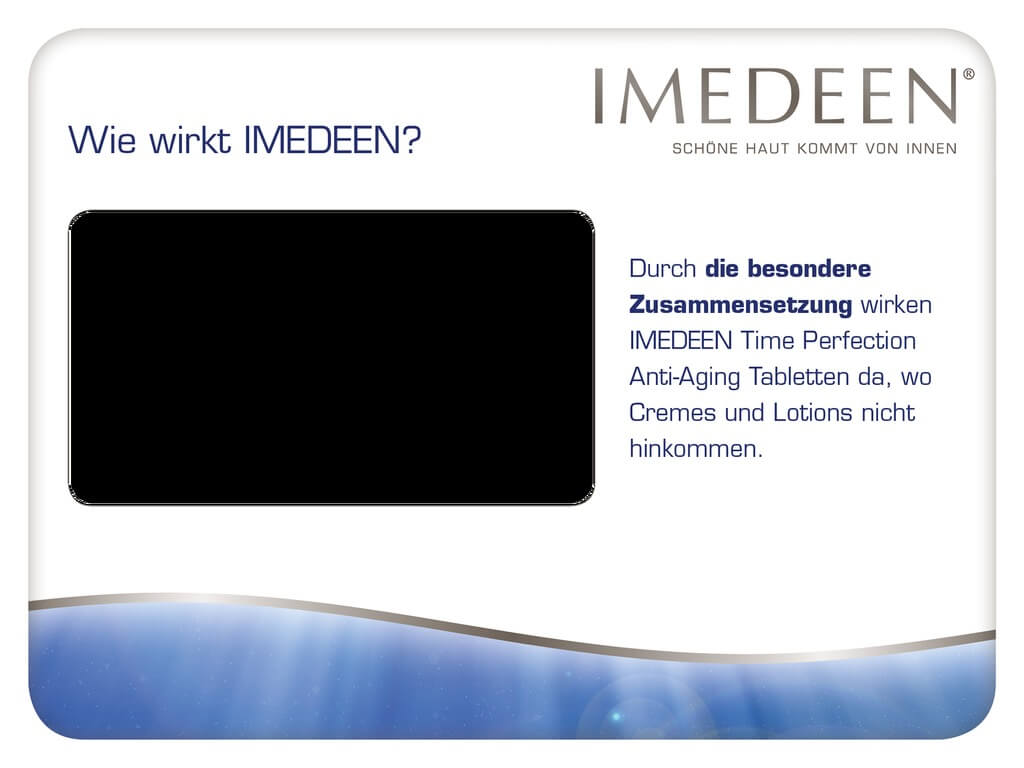 IMEDEEN®
SCHÖNE HAUT KOMMT VON INNEN
Wie wirkt IMEDEEN?
Durch die besondere
Zusammensetzung wirken
IMEDEEN Time Perfection
Anti-Aging Tabletten da, wo
Cremes und Lotions nicht
hinkommen.